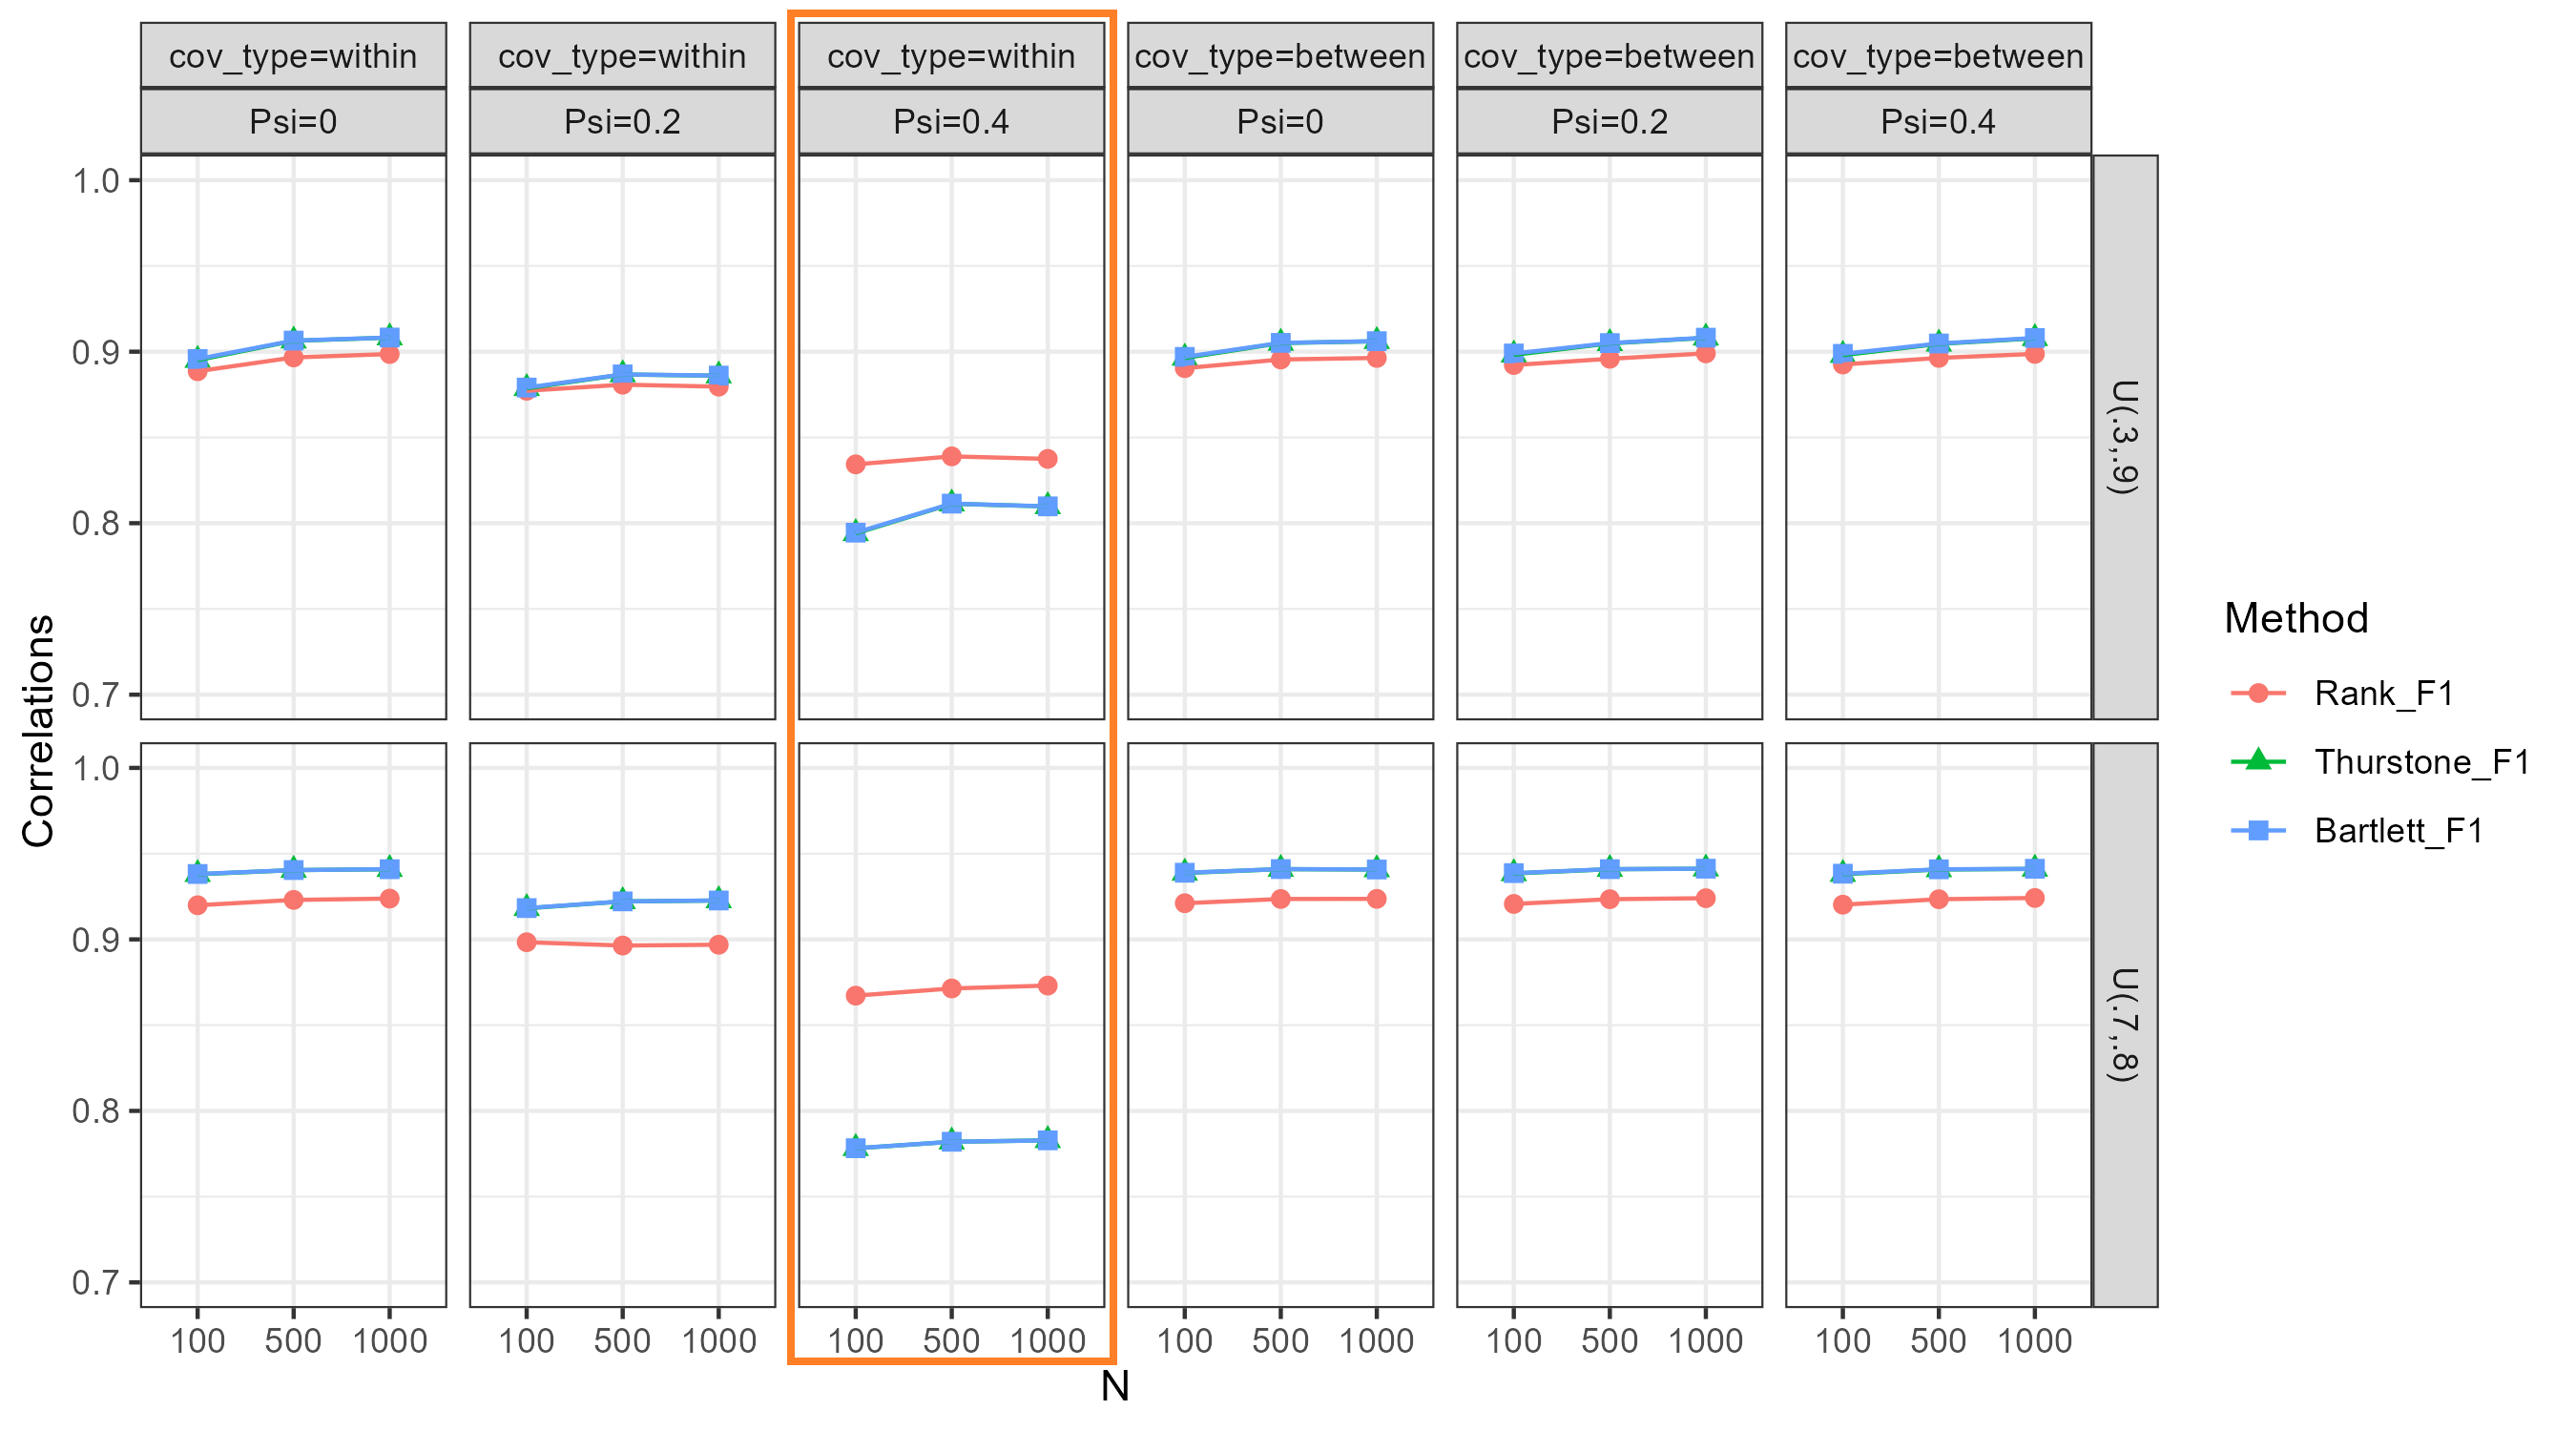 cov_type=within cov_type=within cov_type=within cov_type=between cov_type=between cov_type=between
Psi=0 Psi=0.2 Psi=0.4 Psi=0 Psi=0.2 Psi=0.4
1.0
0.9
0.8
0.7
U(.3,.9)
1.0
0.9
0.8
0.7
U(.7,.8)
Correlations
100 500 1000 100 500 1000 100 500 1000 100 500 1000 100 500 1000 100 500 1000
N
Method
Rank_F1
Thurstone_F1
Bartlett_F1